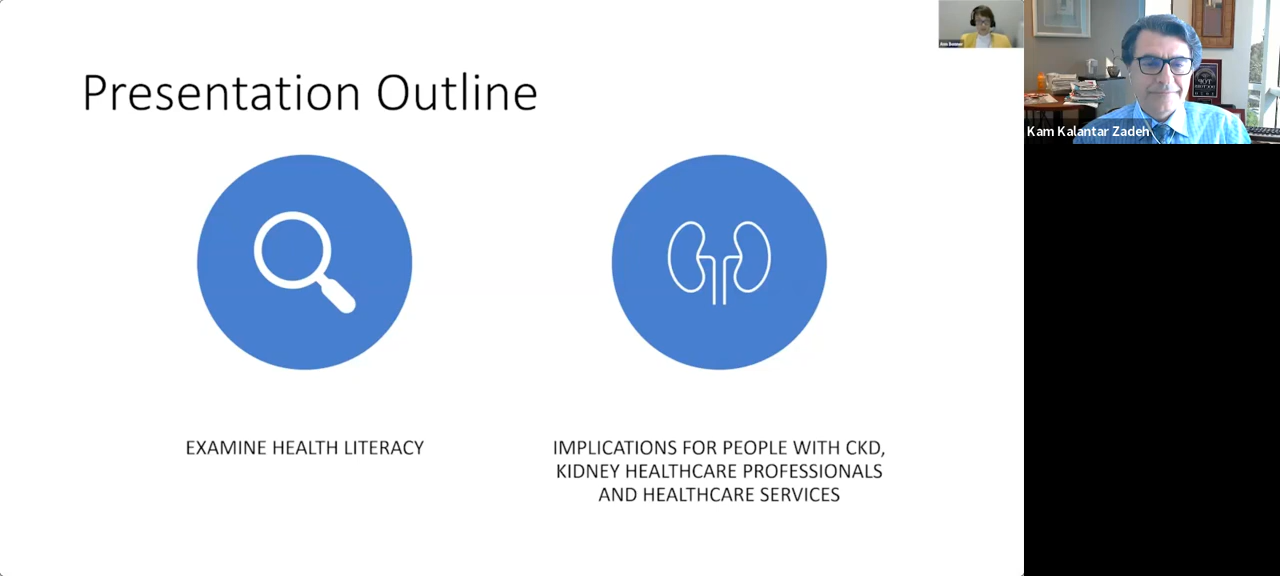 Presentation Outline
EXAMINE HEALTH LITERACY
IMPLICATIONS FOR PEOPLE WITH CKD,
KIDNEY HEALTHCARE PROFESSIONALS
AND HEALTHCARE SERVICES
Kam Kalantar Zadeh